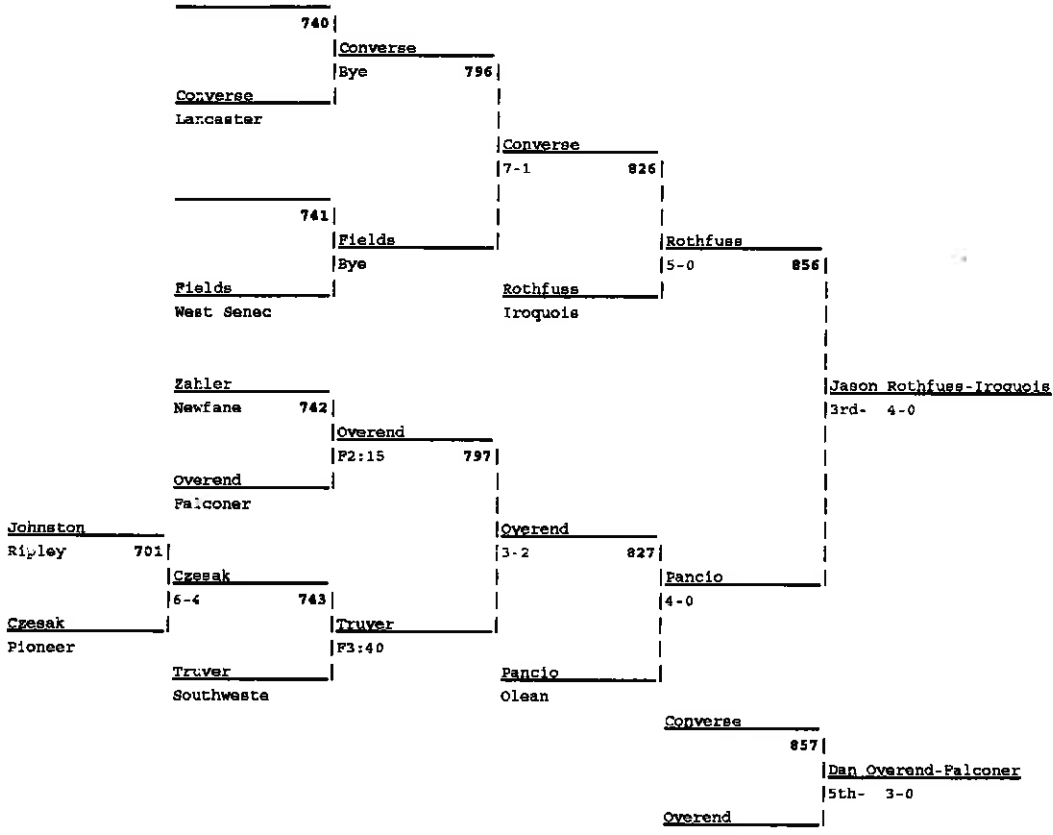 740
Converse
Bye 796
Converse
Lancaster
Converse
7-1 826
741
Fields
Bye
Rothfuss
5-0 856
Fields
West Senec
Rothfuss
Iroquois
Zahler
Newfane 742
Jason Rothfuss-Iroquois
3rd- 4-0
Overend
F2:15 797
Overend
Falconer
Johnston
Ripley 701
Overend
3-2 827
Czesak
6-4 743
Pancio
4-0
Czesak
Pioneer
Truver
F3:40
Truver
Southweste
Pancio
Olean
Converse
857
Dan Overend-Falconer
5th- 3-0
Overend